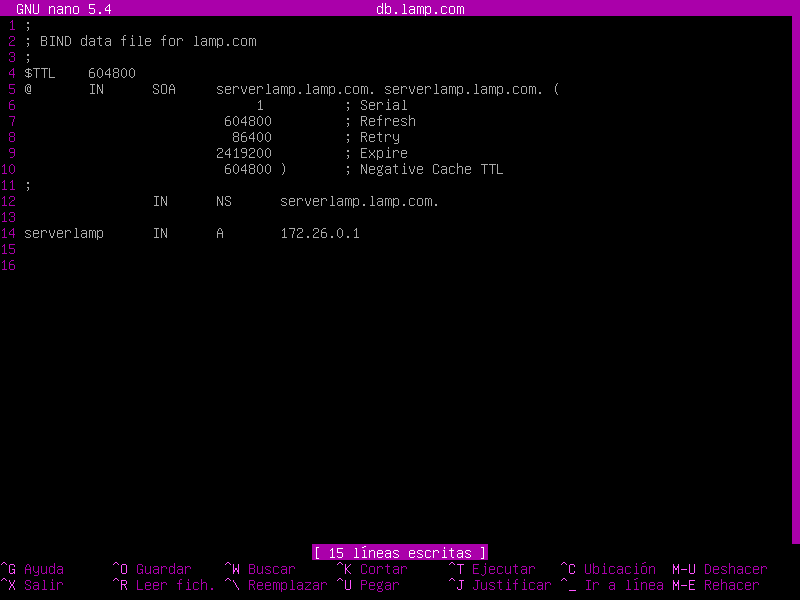 GNU nano 5.4 db.lamp.com
1 ;
2 ; BIND data file for lamp.com
3 ;
4 $TTL 604800
5 @ IN SOA serverlamp.lamp.com. serverlamp.lamp.com. (
6 1 ; Serial
7 604800 ; Refresh
8 86400 ; Retry
9 2419200 ; Expire
10 604800 ) ; Negative Cache TTL
11 ;
12 IN NS serverlamp.lamp.com.
13
14 serverlamp IN A 172.26.0.1
15
16
[ 15 líneas escritas ]
^G Ayuda ^O Guardar ^W Buscar ^K Cortar ^T Ejecutar ^C Ubicación M-U Deshacer
^X Salir ^R Leer fich. ^\ Reemplazar ^U Pegar ^J Justificar ^_ Ir a línea M-E Rehacer